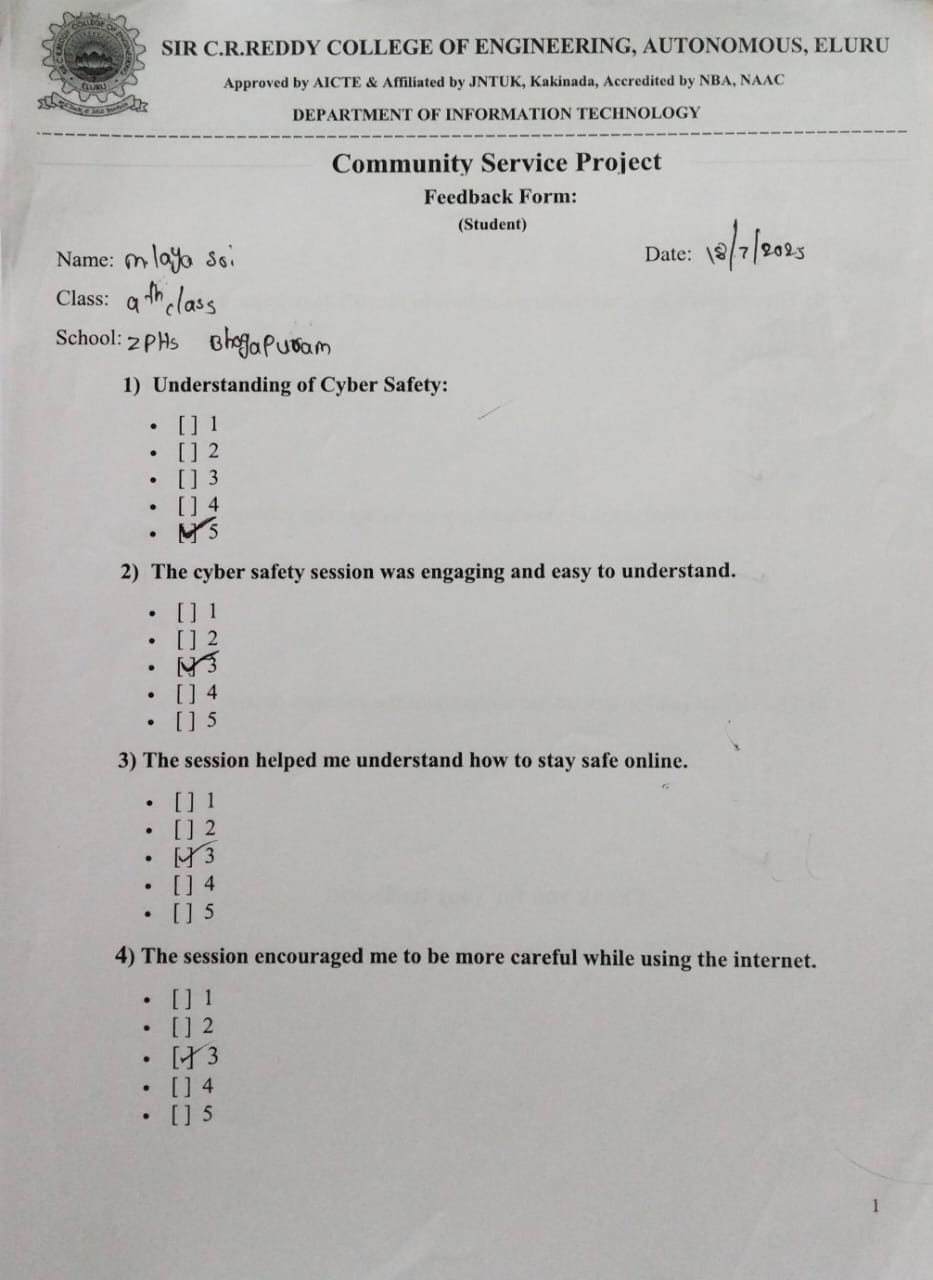 SIR C.R.REDDY COLLEGE OF ENGINEERING, AUTONOMOUS, ELURU
Approved by AICTE & Affiliated by JNTUK, Kakinada, Accredited by NBA, NAAC
DEPARTMENT OF INFORMATION TECHNOLOGY
Community Service Project
Feedback Form:
(Student)
Name: m laya sai
Date: 18/7/2025
Class: 9th class
School: ZPHs Bhogapuram
1) Understanding of Cyber Safety:
• [ ] 1
• [ ] 2
• [ ] 3
• [ ] 4
• [✓] 5
2) The cyber safety session was engaging and easy to understand.
• [ ] 1
• [ ] 2
• [✓] 3
• [ ] 4
• [ ] 5
3) The session helped me understand how to stay safe online.
• [ ] 1
• [ ] 2
• [✓] 3
• [ ] 4
• [ ] 5
4) The session encouraged me to be more careful while using the internet.
• [ ] 1
• [ ] 2
• [✓] 3
• [ ] 4
• [ ] 5
1